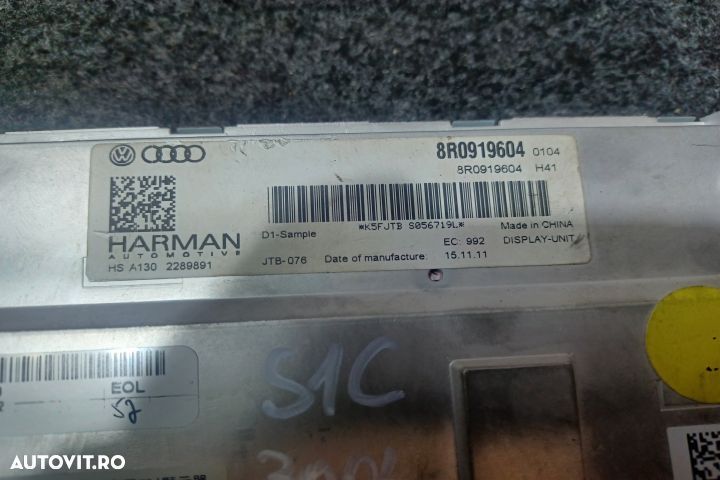 8R0919604 0104
8R0919604 H41
*K5FJTB S056719L*
D1-Sample
Made in CHINA
HARMAN
AUTOMOTIVE
EC: 992 DISPLAY-UNIT
HS A130 2289891
JTB-076 Date of manufacture: 15.11.11
EOL
52
S1C
AUTOVIT.RO